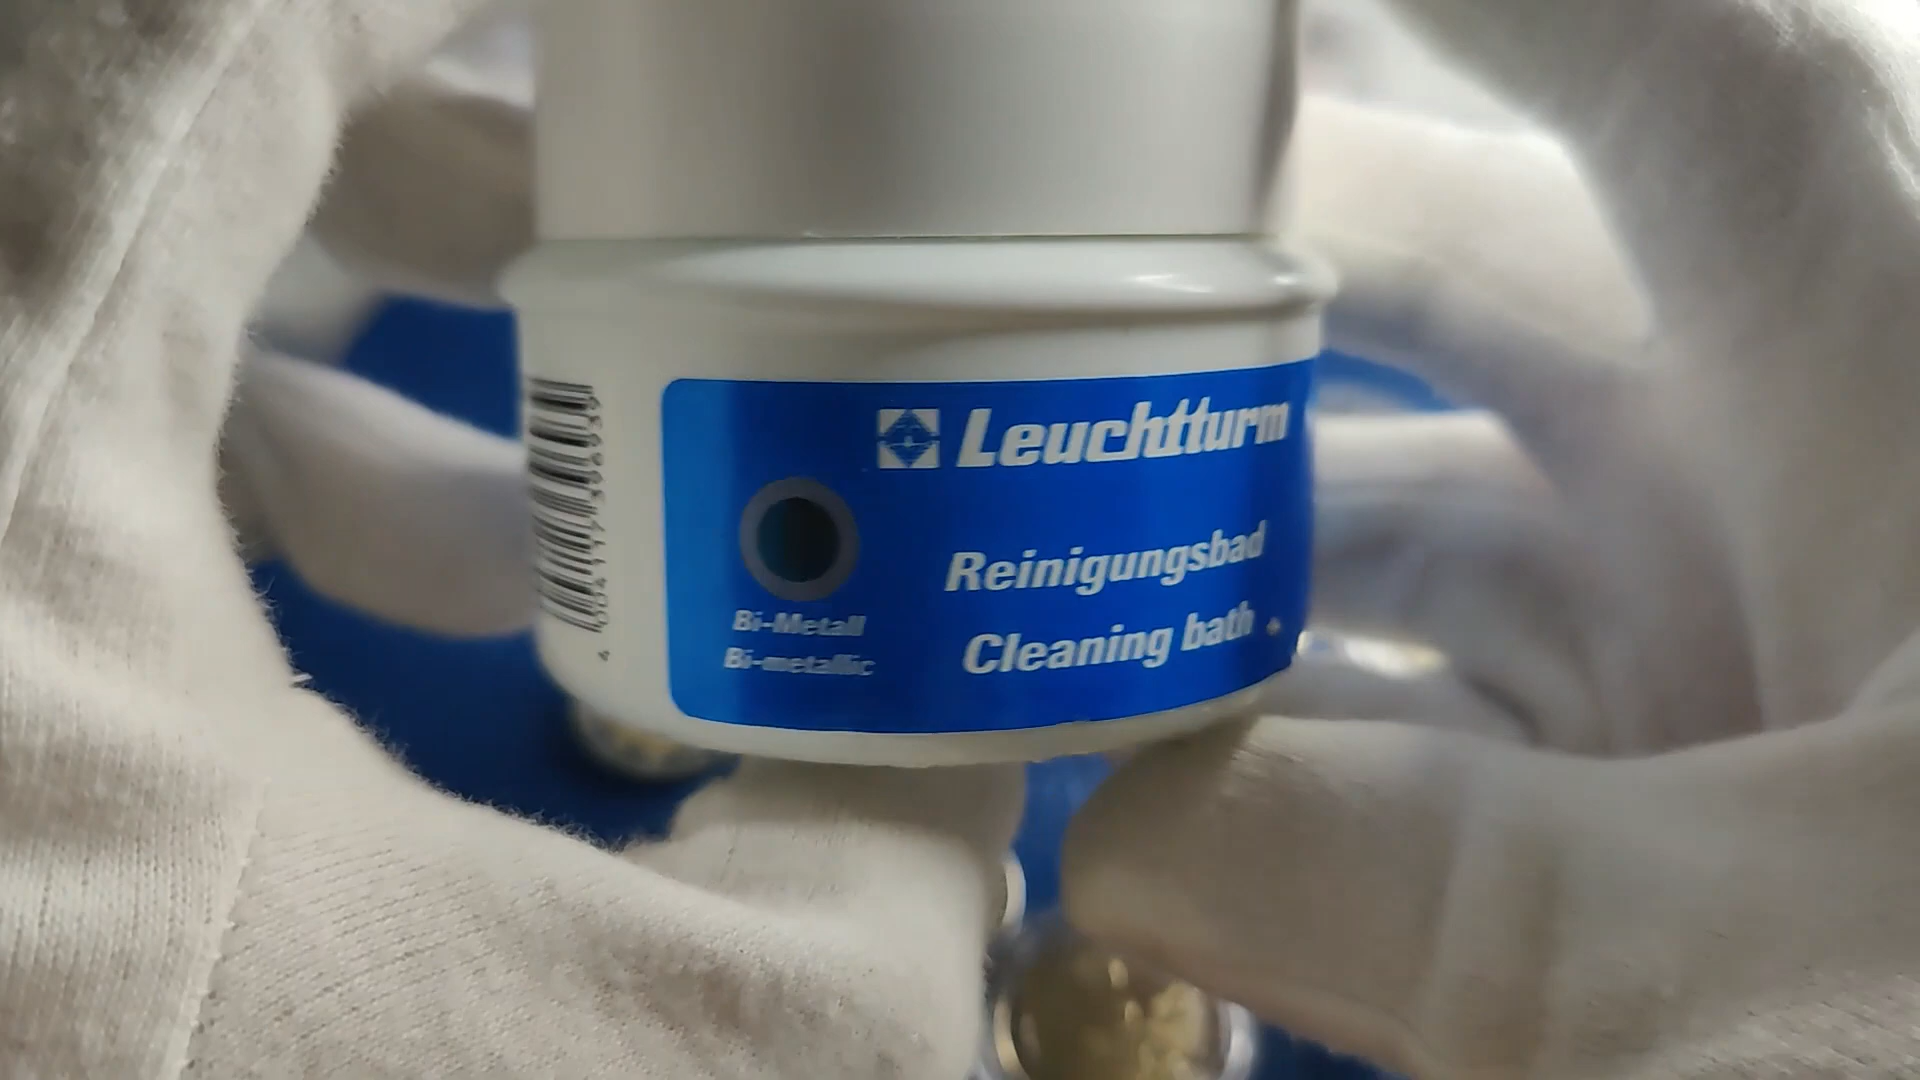 Leuchtturm
Reinigungsbad
Cleaning bath
Bi-Metall
Bi-metallic